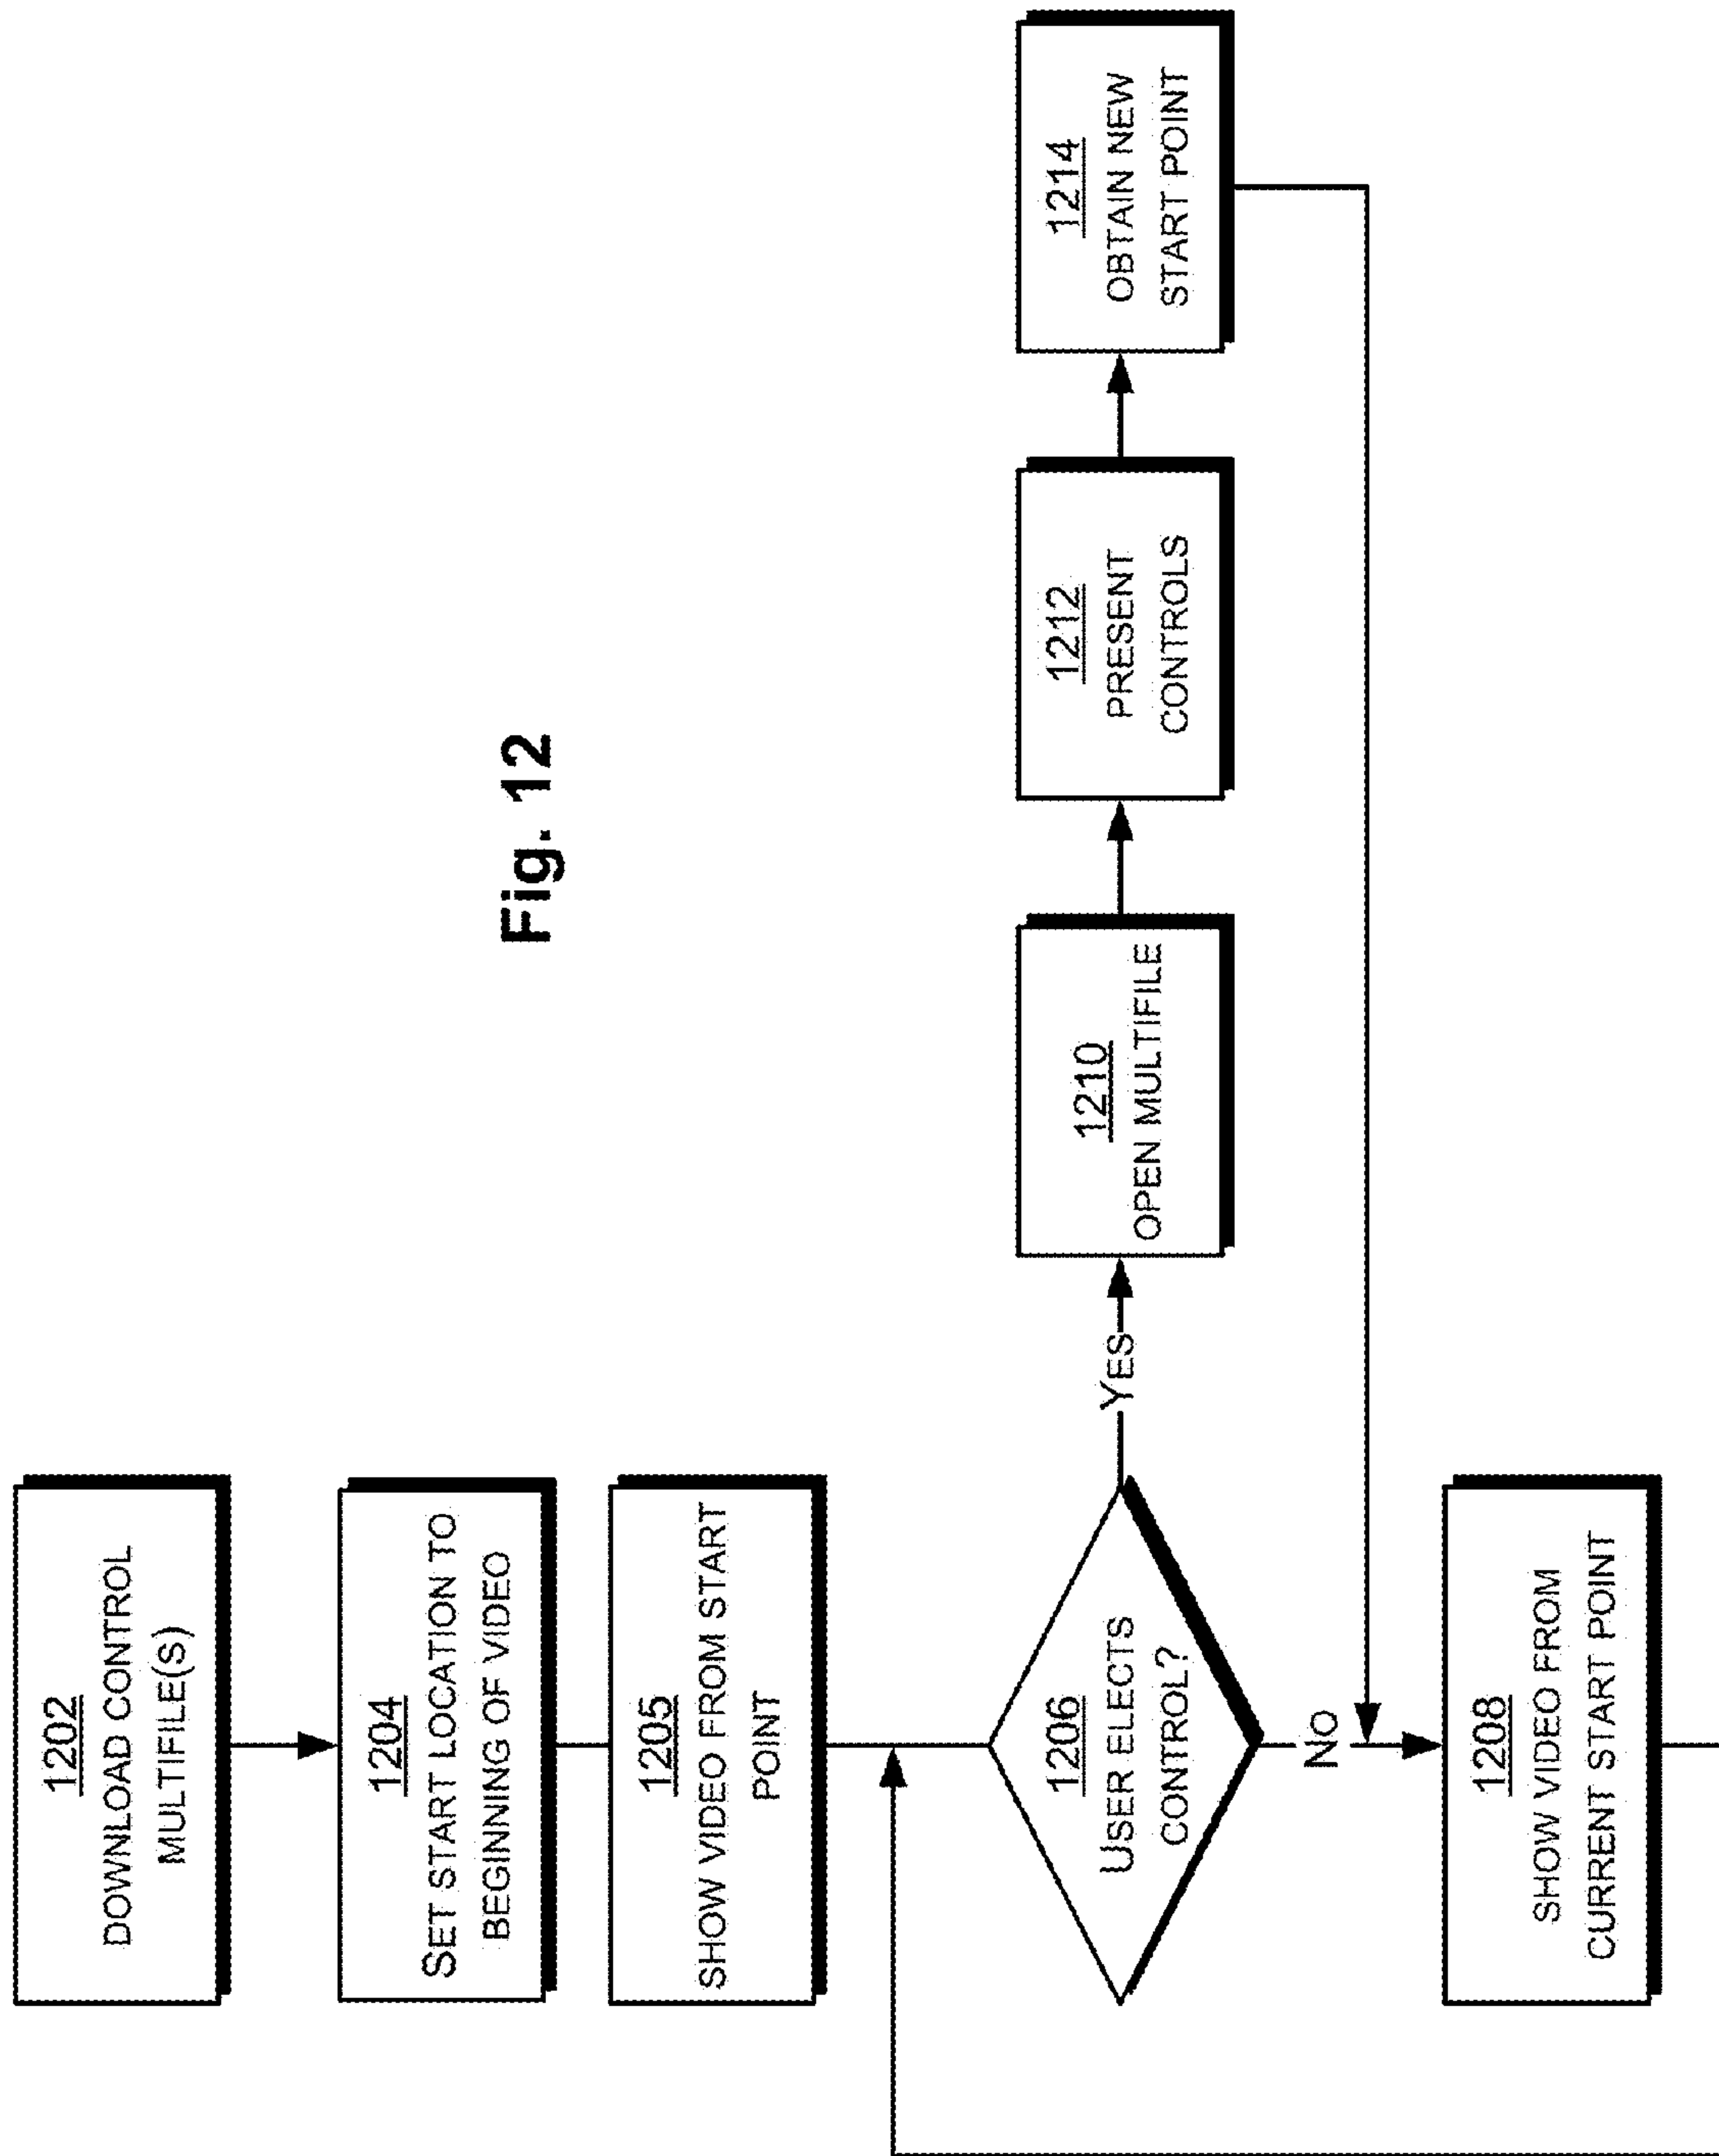 1202
DOWNLOAD CONTROL
MULTIFILE(S)
1204
SET START LOCATION TO
BEGINNING OF VIDEO
1205
SHOW VIDEO FROM START
POINT
1206
USER ELECTS
CONTROL?
YES
NO
1208
SHOW VIDEO FROM
CURRENT START POINT
1210
OPEN MULTIFILE
1212
PRESENT
CONTROLS
1214
OBTAIN NEW
START POINT
Fig. 12